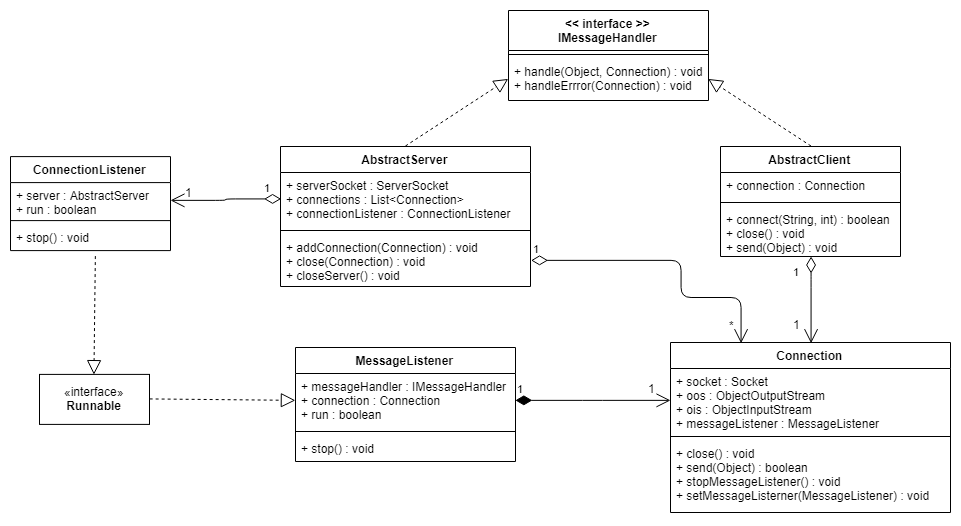 << interface >>
IMessageHandler
+ handle(Object, Connection) : void
+ handleErrror(Connection) : void
ConnectionListener
+ server : AbstractServer
+ run : boolean
+ stop() : void
1
1
AbstractServer
+ serverSocket : ServerSocket
+ connections : List<Connection>
+ connectionListener : ConnectionListener
+ addConnection(Connection) : void
+ close(Connection) : void
+ closeServer() : void
1
*
AbstractClient
+ connection : Connection
+ connect(String, int) : boolean
+ close() : void
+ send(Object) : void
1
1
«interface»
Runnable
MessageListener
+ messageHandler : IMessageHandler
+ connection : Connection
+ run : boolean
+ stop() : void
1
1
Connection
+ socket : Socket
+ oos : ObjectOutputStream
+ ois : ObjectInputStream
+ messageListener : MessageListener
+ close() : void
+ send(Object) : boolean
+ stopMessageListener() : void
+ setMessageListerner(MessageListener) : void